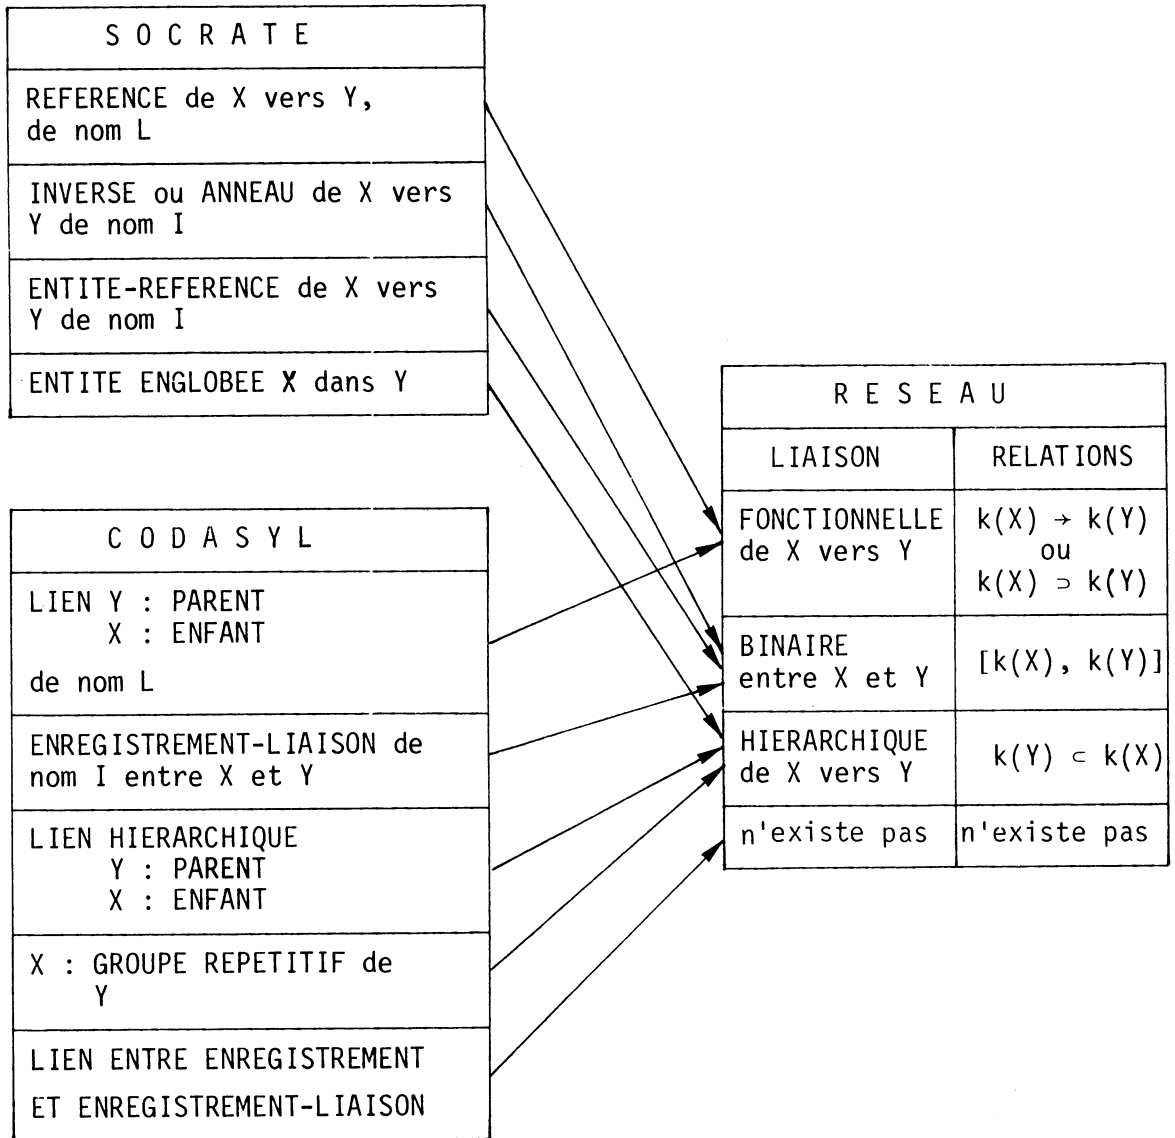 S O C R A T E
REFERENCE de X vers Y,
de nom L
INVERSE ou ANNEAU de X vers
Y de nom I
ENTITE-REFERENCE de X vers
Y de nom I
ENTITE ENGLOBEE X dans Y
C O D A S Y L
LIEN Y : PARENT
X : ENFANT
de nom L
ENREGISTREMENT-LIAISON de
nom I entre X et Y
LIEN HIERARCHIQUE
Y : PARENT
X : ENFANT
X : GROUPE REPETITIF de
Y
LIEN ENTRE ENREGISTREMENT
ET ENREGISTREMENT-LIAISON
R E S E A U
LIAISON RELATIONS
FONCTIONNELLE
de X vers Y
k(X) → k(Y)
ou
k(X) ⊃ k(Y)
BINAIRE
entre X et Y
[k(X), k(Y)]
HIERARCHIQUE
de X vers Y
k(Y) ⊂ k(X)
n'existe pas n'existe pas